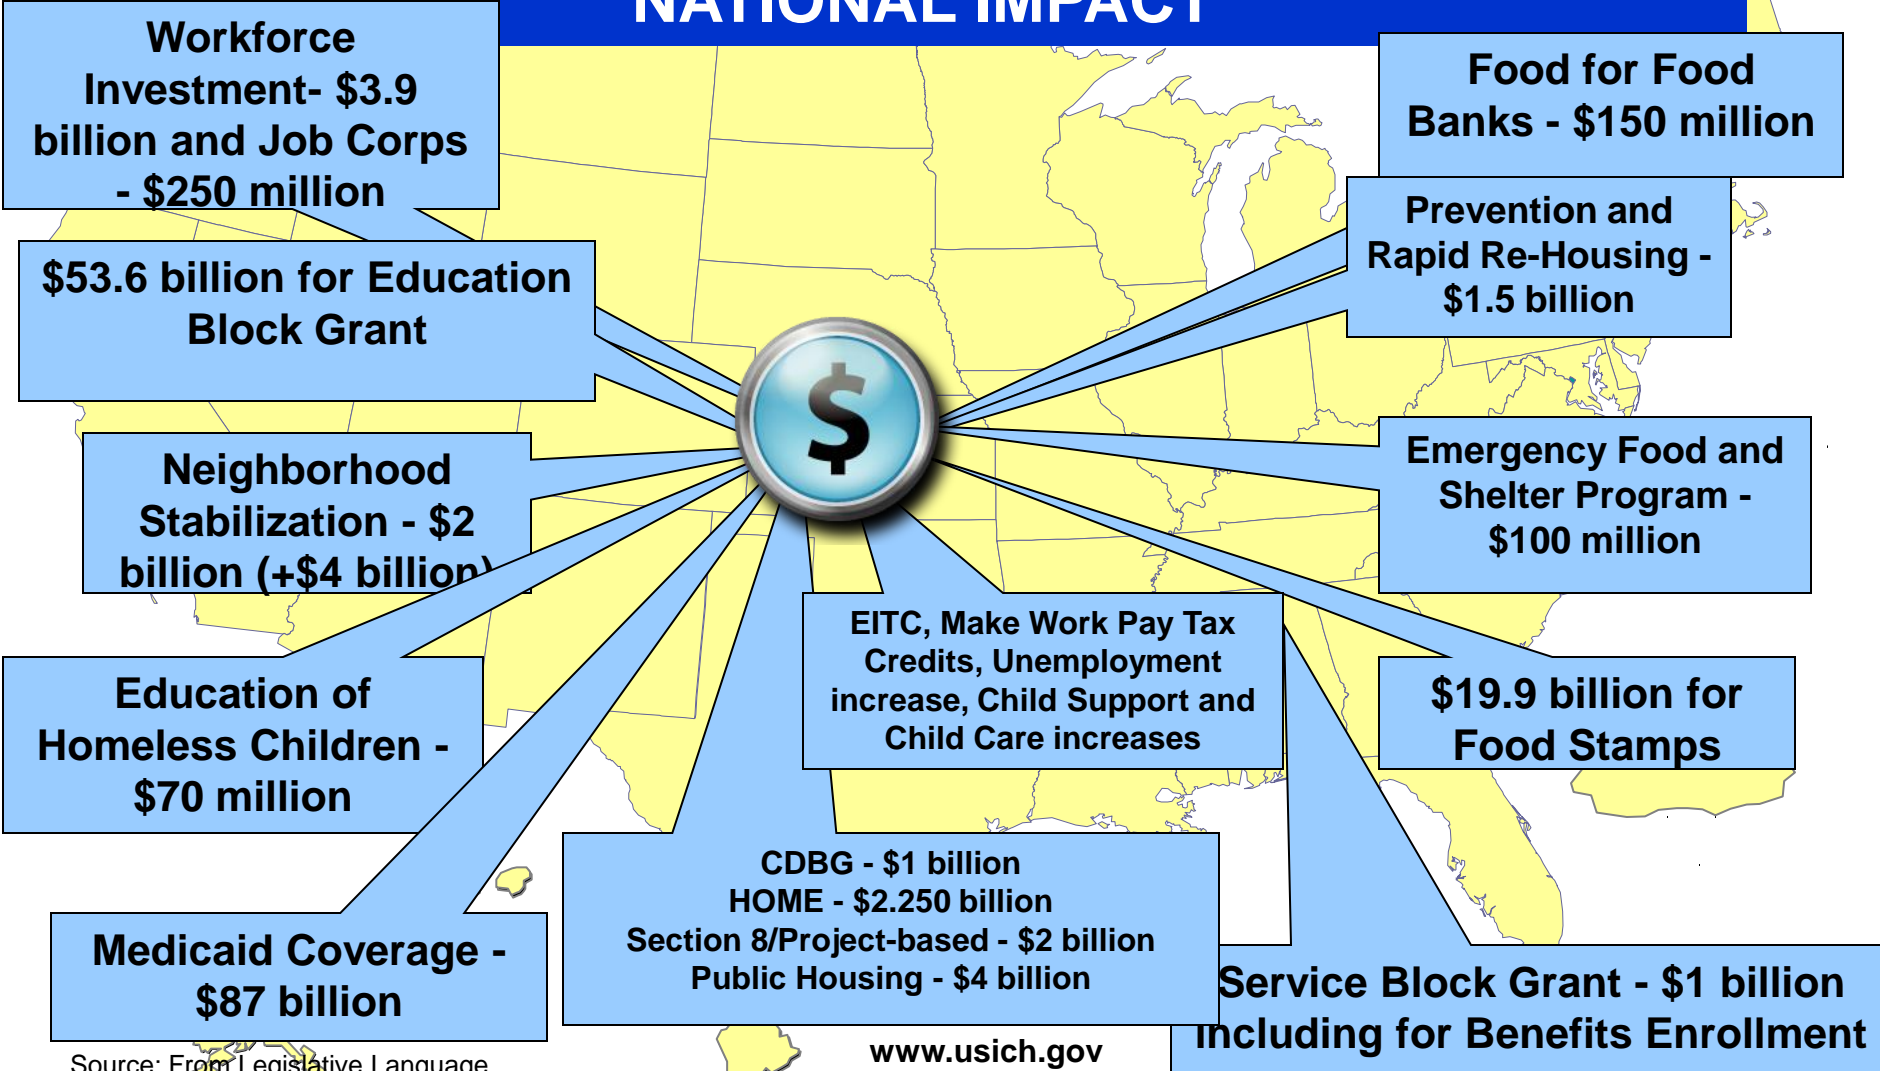 NATIONAL IMPACT
Workforce
Investment- $3.9
billion and Job Corps
- $250 million
Food for Food
Banks - $150 million
Prevention and
Rapid Re-Housing -
$1.5 billion
$53.6 billion for Education
Block Grant
$
Neighborhood
Stabilization - $2
billion (+$4 billion)
Emergency Food and
Shelter Program -
$100 million
EITC, Make Work Pay Tax
Credits, Unemployment
increase, Child Support and
Child Care increases
Education of
Homeless Children -
$70 million
$19.9 billion for
Food Stamps
CDBG - $1 billion
HOME - $2.250 billion
Section 8/Project-based - $2 billion
Public Housing - $4 billion
Medicaid Coverage -
$87 billion
Service Block Grant - $1 billion
including for Benefits Enrollment
www.usich.gov
Source: From Legislative Language